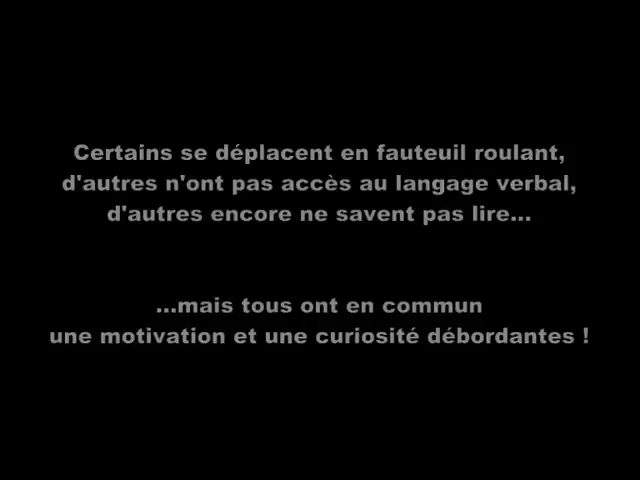 Certains se déplacent en fauteuil roulant,
d'autres n'ont pas accès au langage verbal,
d'autres encore ne savent pas lire...
...mais tous ont en commun
une motivation et une curiosité débordantes !